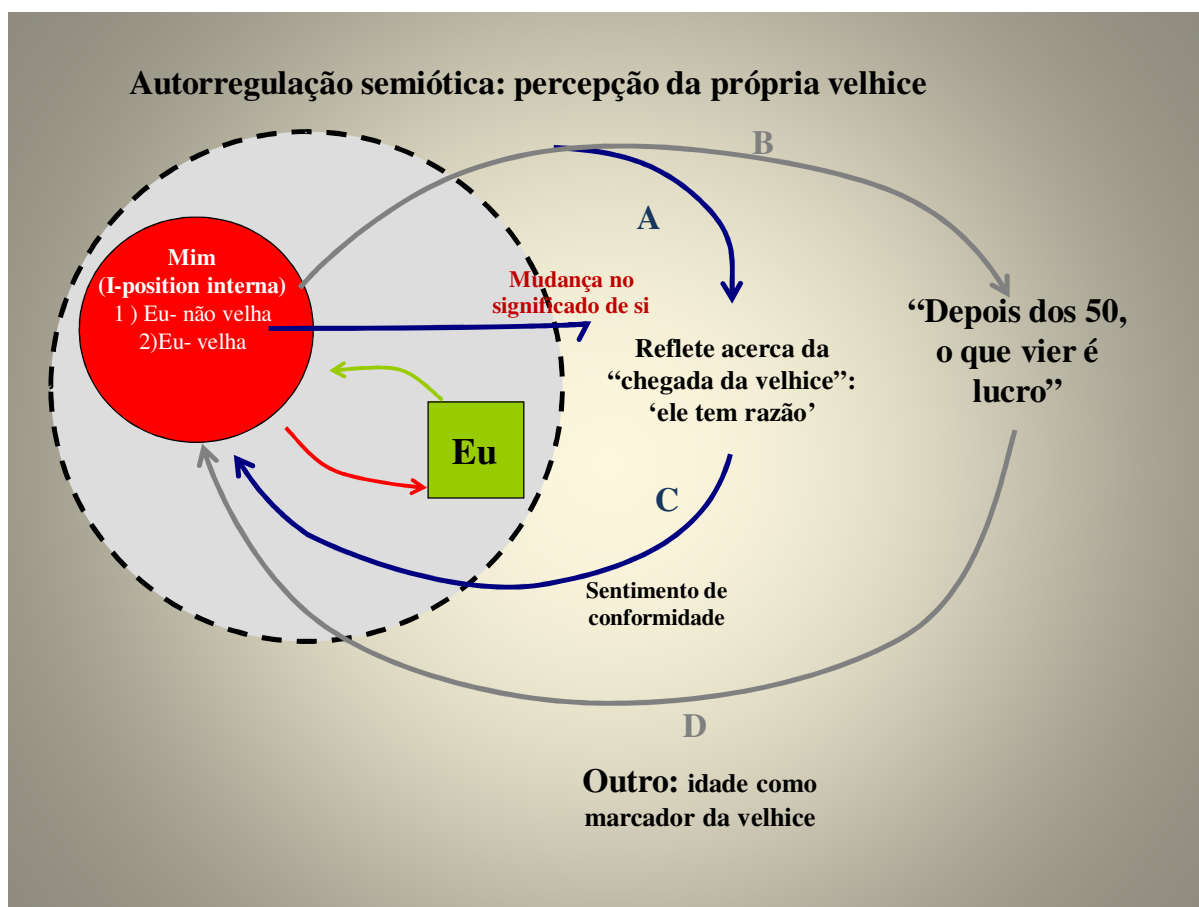 Autorregulação semiótica: percepção da própria velhice
B
A
Mim
(I-position interna)
1 ) Eu- não velha
2)Eu- velha
Mudança no
significado de si
“Depois dos 50,
o que vier é
lucro”
Reflete acerca da
“chegada da velhice”:
‘ele tem razão’
Eu
C
Sentimento de
conformidade
D
Outro: idade como
marcador da velhice